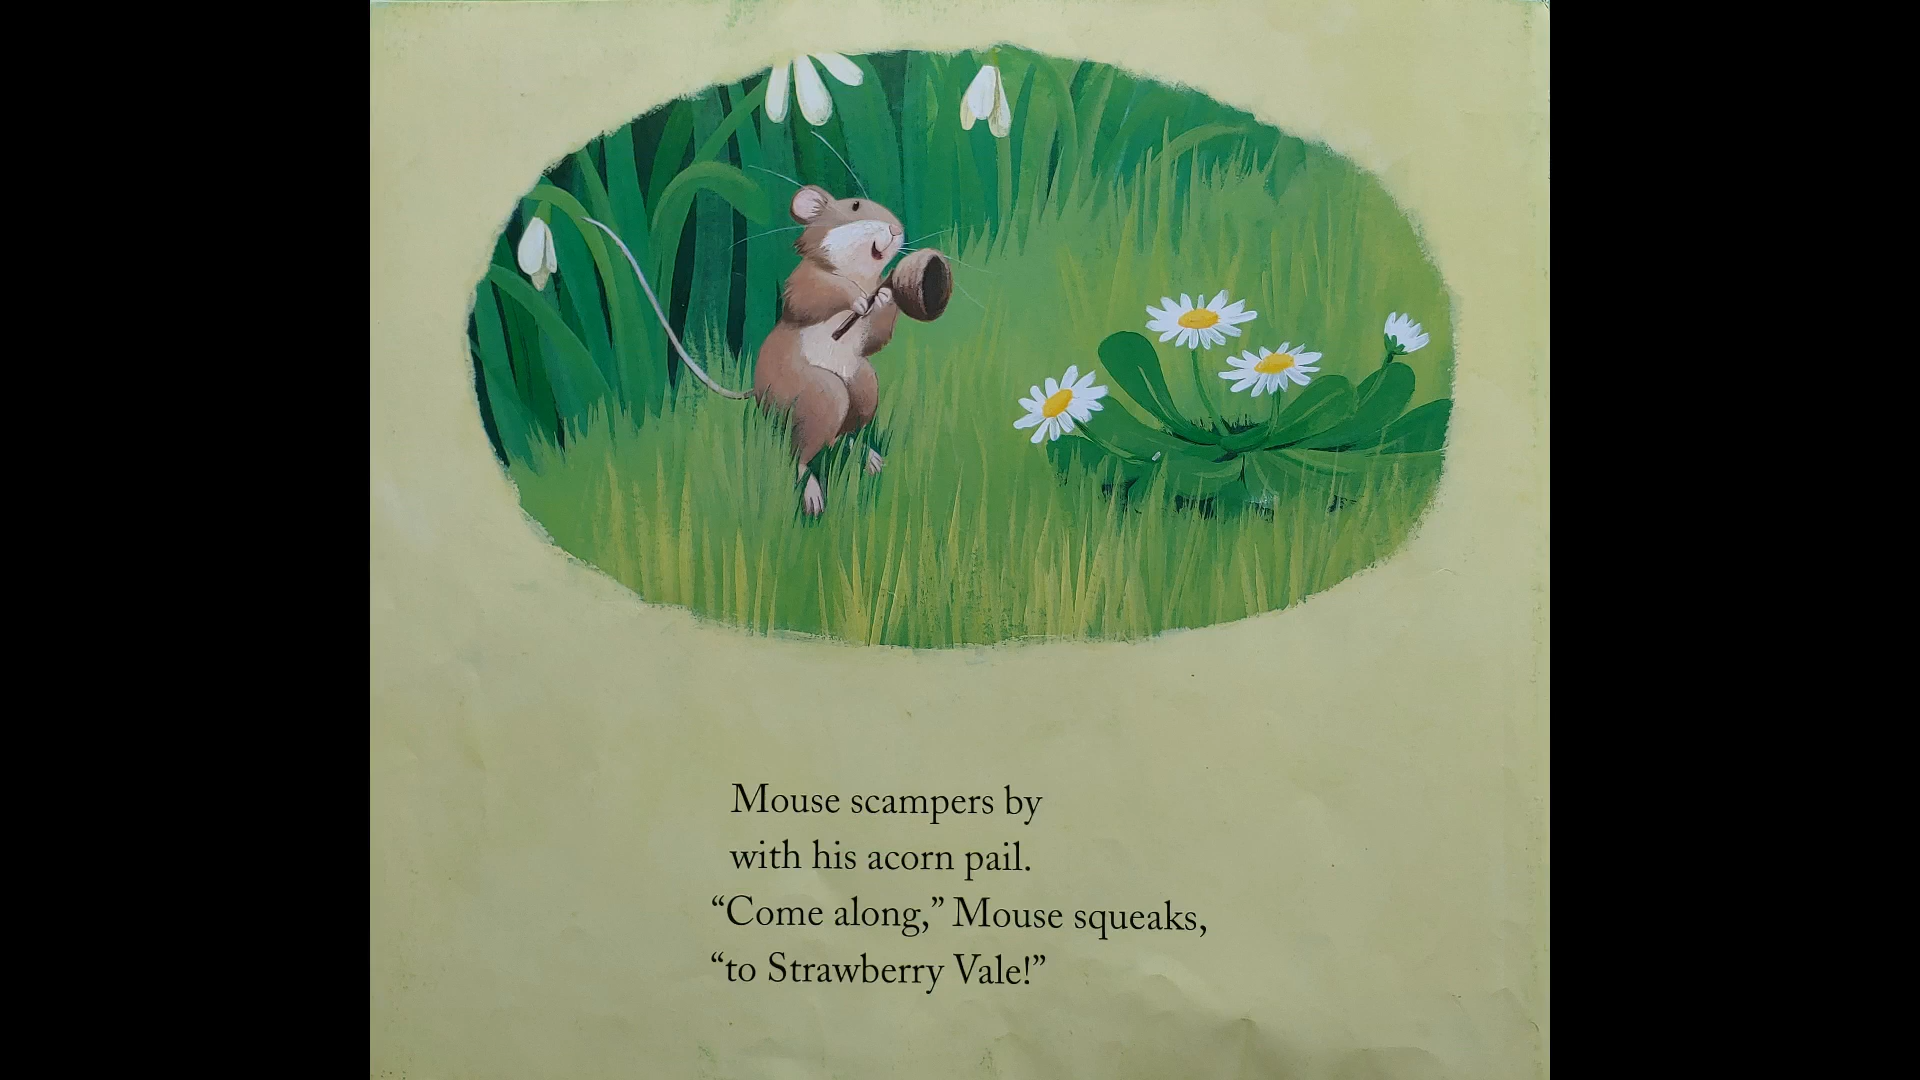 Mouse scampers by
with his acorn pail.
“Come along,” Mouse squeaks,
“to Strawberry Vale!”